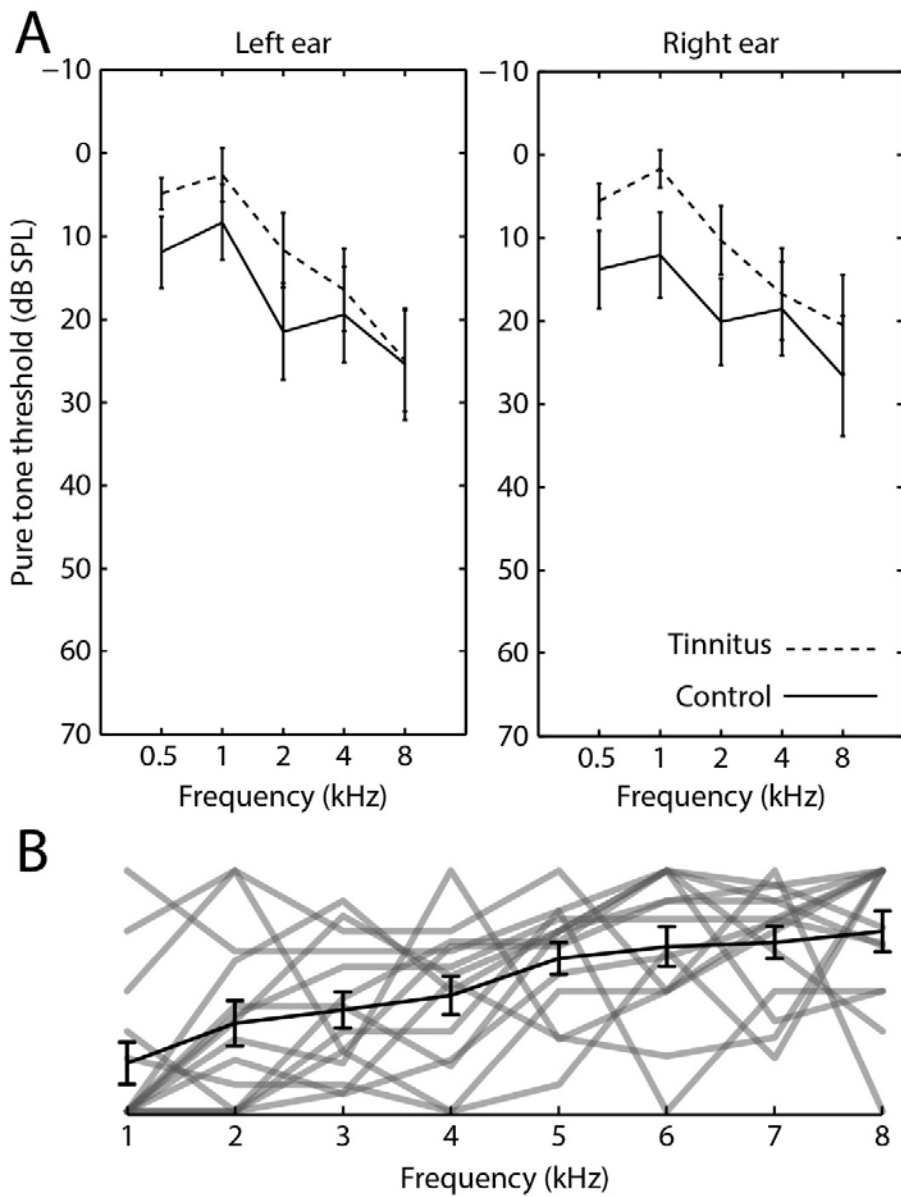 A
Left ear
Right ear
−10
0
10
20
30
40
50
60
70
Pure tone threshold (dB SPL)
0.5 1 2 4 8
Frequency (kHz)
−10
0
10
20
30
40
50
60
70
Tinnitus
Control
0.5 1 2 4 8
Frequency (kHz)
B
1 2 3 4 5 6 7 8
Frequency (kHz)